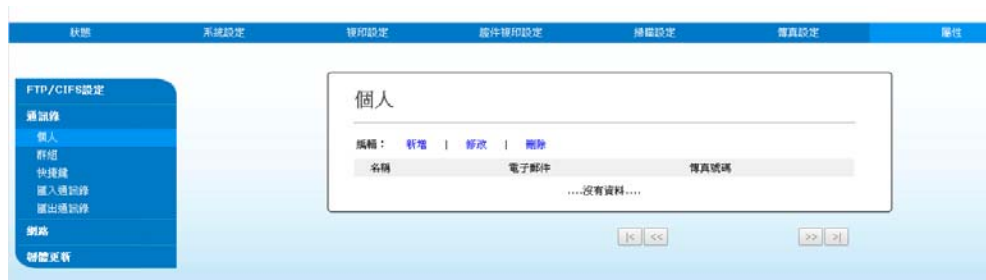 狀態 系統設定 複印設定 證件複印設定 掃瞄設定 傳真設定 屬性
FTP/CIFS設定
通訊錄
個人
群組
快捷鍵
匯入通訊錄
匯出通訊錄
網路
韌體更新
個人
編輯： 新增 | 修改 | 刪除
名稱 電子郵件 傳真號碼
....沒有資料....
|< << >> >|